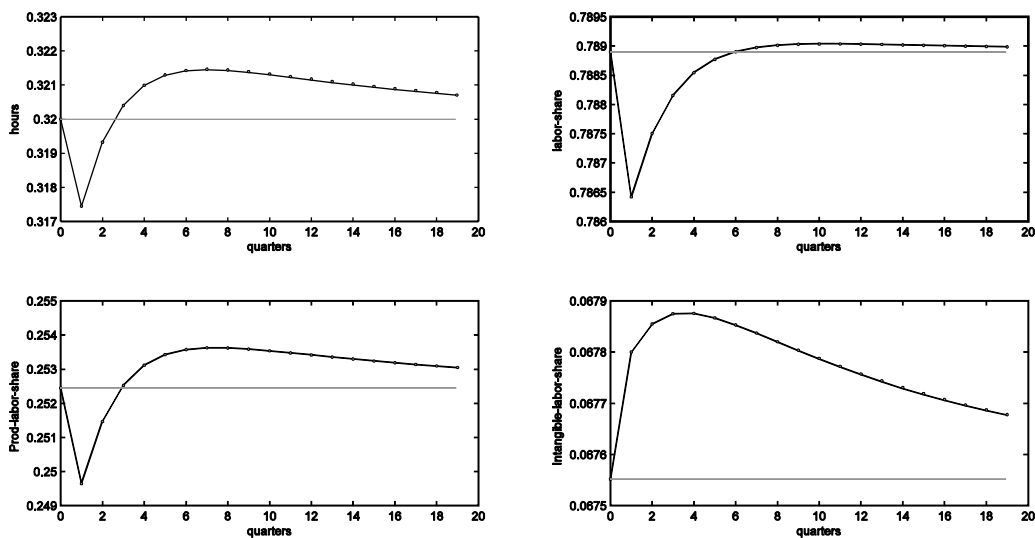 0.323
0.322
0.321
0.32
0.319
0.318
0.317
hours
0 2 4 6 8 10 12 14 16 18 20
quarters
0.7895
0.789
0.7885
0.788
0.7875
0.787
0.7865
0.786
labor-share
0 2 4 6 8 10 12 14 16 18 20
quarters
0.255
0.254
0.253
0.252
0.251
0.25
0.249
Prod-labor-share
0 2 4 6 8 10 12 14 16 18 20
quarters
0.0679
0.0678
0.0677
0.0676
0.0675
Intangible-labor-share
0 2 4 6 8 10 12 14 16 18 20
quarters